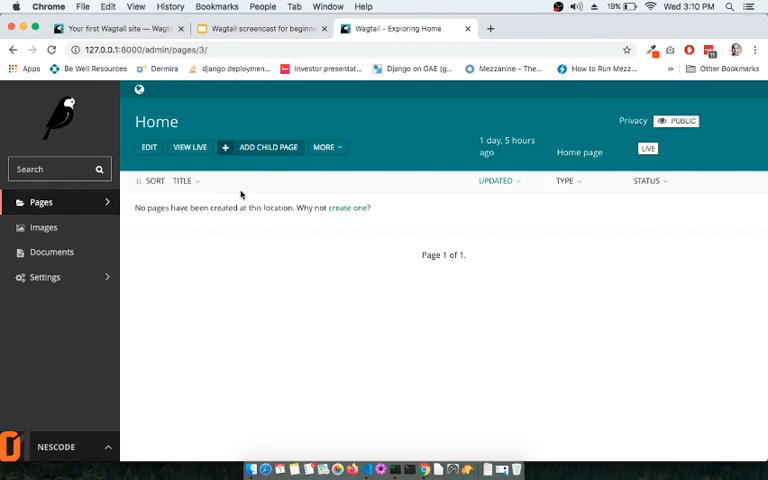 Chrome File Edit View History Bookmarks People Tab Window Help 19% Wed 3:10 PM
Your first Wagtail site — Wagt Wagtail screencast for beginne Wagtail - Exploring Home
127.0.0.1:8000/admin/pages/3/
Apps Be Well Resources Dermira django deploymen... Investor presentat... Django on GAE (g... Mezzanine - The... How to Run Mezz... » Other Bookmarks
Home
Privacy PUBLIC
EDIT VIEW LIVE + ADD CHILD PAGE MORE
1 day, 5 hours
ago
Home page
LIVE
Search
SORT TITLE UPDATED TYPE STATUS
Pages
No pages have been created at this location. Why not create one?
Images
Documents
Page 1 of 1.
Settings
NESCODE